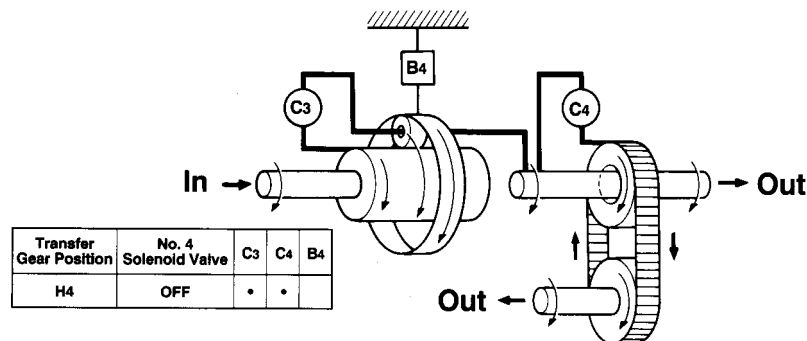 B4
C3
C4
In
Out
Transfer Gear Position
No. 4 Solenoid Valve
C3
C4
B4
H4
OFF
•
•
Out